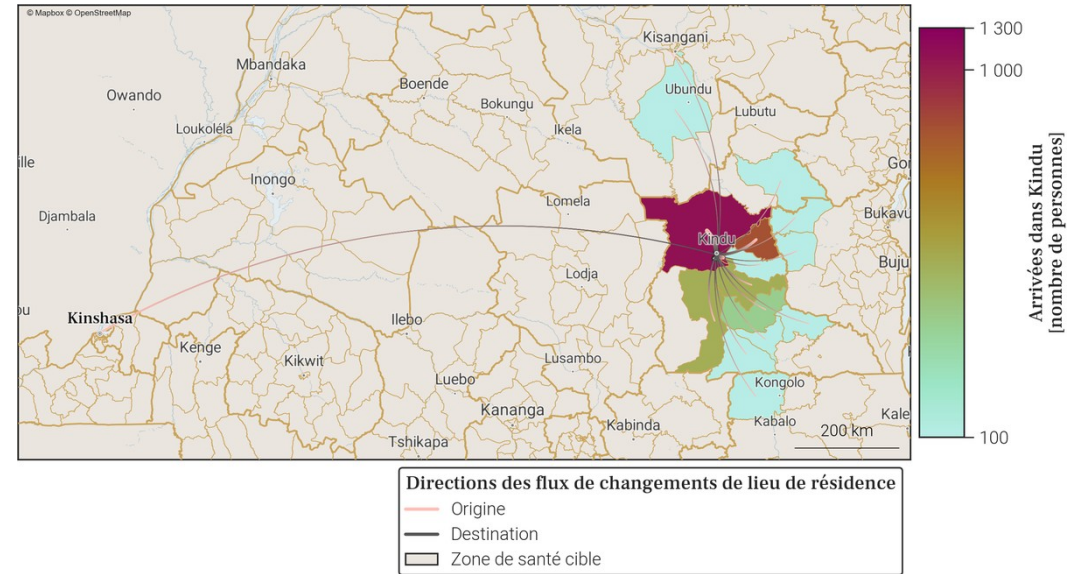 © Mapbox © OpenStreetMap
Kisangani
Mbandaka
Boende
Ubundu
Owando
Bokungu
Lubutu
Loukoléla
Ikela
ille
Gor
Inongo
Lomela
Djambala
Bukavu
Kindu
Buju
Lodja
ou
Kinshasa
Ilebo
Kenge
Kikwit
Lusambo
Luebo
Kongolo
Kananga
Kabalo
Kale
Kabinda
Tshikapa
200 km
1 300
1 000
100
Arrivées dans Kindu
[nombre de personnes]
Directions des flux de changements de lieu de résidence
Origine
Destination
Zone de santé cible